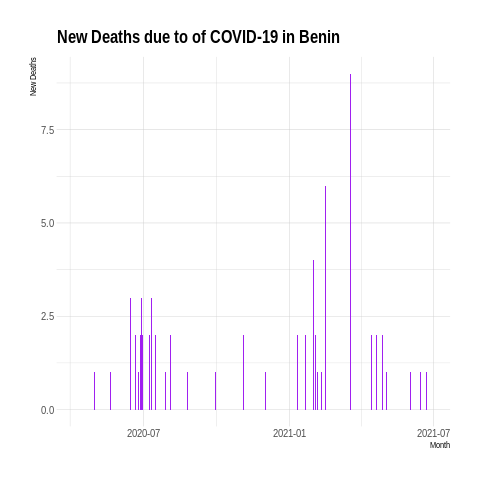 New Deaths due to of COVID-19 in Benin
New Deaths
7.5
5.0
2.5
0.0
2020-07
2021-01
2021-07
Month